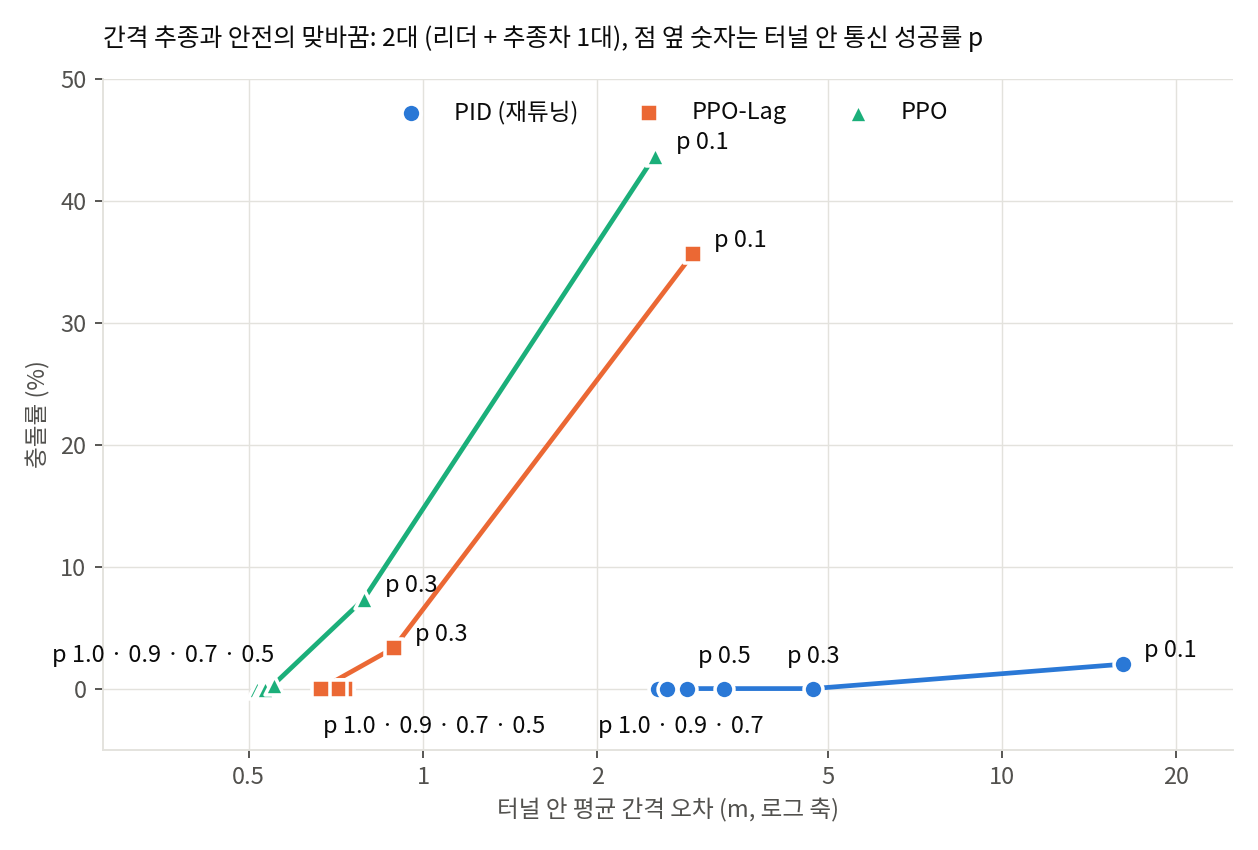 간격 추종과 안전의 맞바꿈: 2대 (리더 + 추종차 1대), 점 옆 숫자는 터널 안 통신 성공률 p
PID (재튜닝)
PPO-Lag
PPO
충돌률 (%)
50
40
30
20
10
0
p 0.1
p 0.1
p 0.3
p 0.3
p 1.0 · 0.9 · 0.7 · 0.5
p 0.5
p 0.3
p 0.1
p 1.0 · 0.9 · 0.7 · 0.5
p 1.0 · 0.9 · 0.7
0.5
1
2
5
10
20
터널 안 평균 간격 오차 (m, 로그 축)